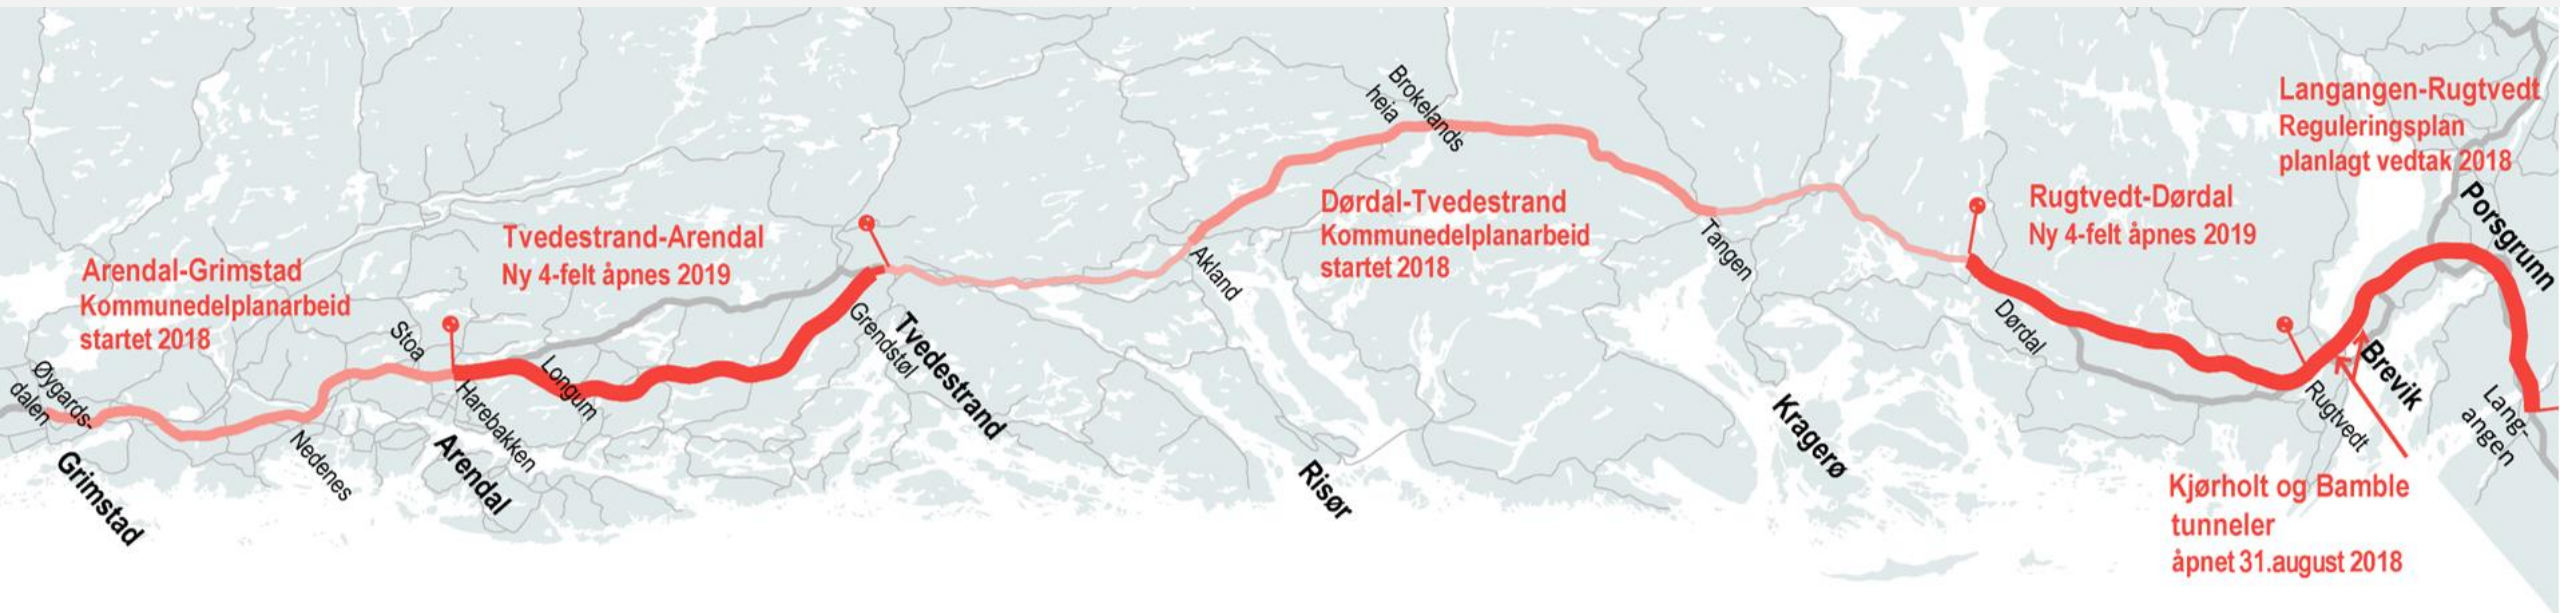 Arendal-Grimstad
Kommunedelplanarbeid
startet 2018
Tvedestrand-Arendal
Ny 4-felt åpnes 2019
Dørdal-Tvedestrand
Kommunedelplanarbeid
startet 2018
Rugtvedt-Dørdal
Ny 4-felt åpnes 2019
Langangen-Rugtvedt
Reguleringsplan
planlagt vedtak 2018
Kjørholt og Bamble
tunneler
åpnet 31.august 2018
Øygards-
dalen
Grimstad
Nedenes
Stoa
Harebakken
Arendal
Longum
Grendstøl
Tvedestrand
Akland
Risør
Brokelands
heia
Tangen
Kragerø
Dørdal
Rugtvedt
Brevik
Porsgrunn
Lang-
angen